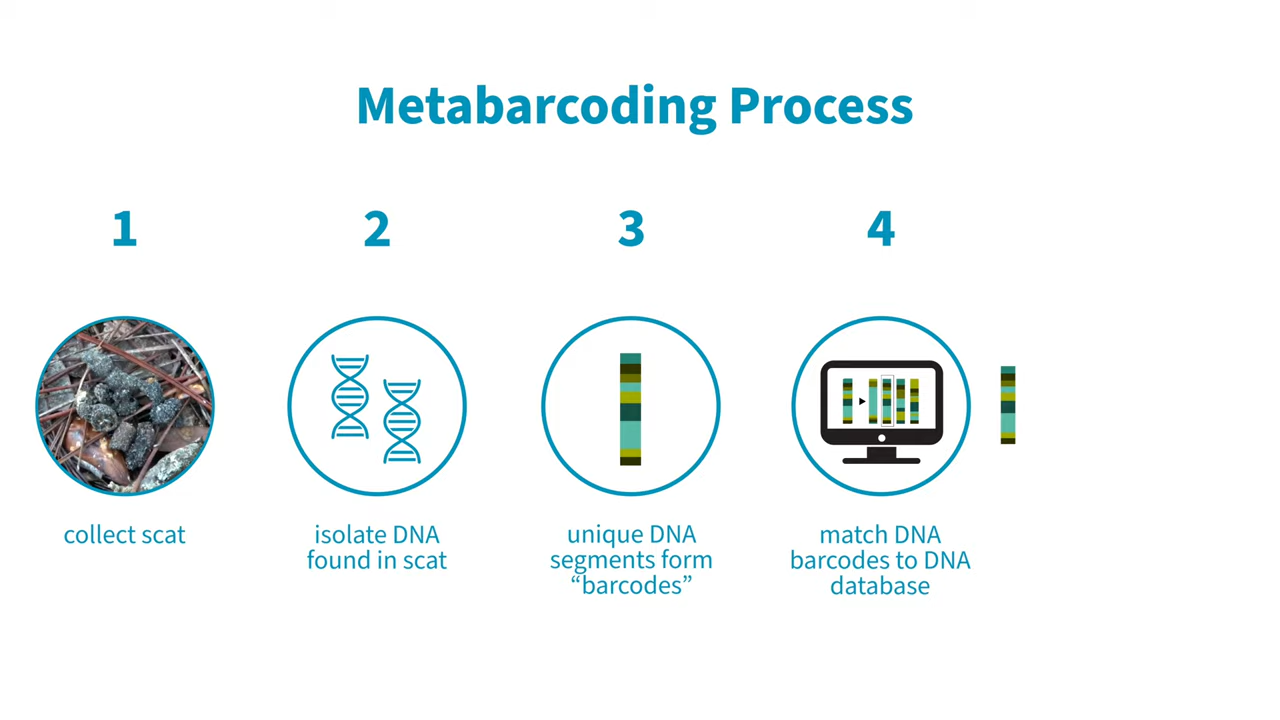 Metabarcoding Process
1
2
3
4
collect scat
isolate DNA
found in scat
unique DNA
segments form
“barcodes”
match DNA
barcodes to DNA
database